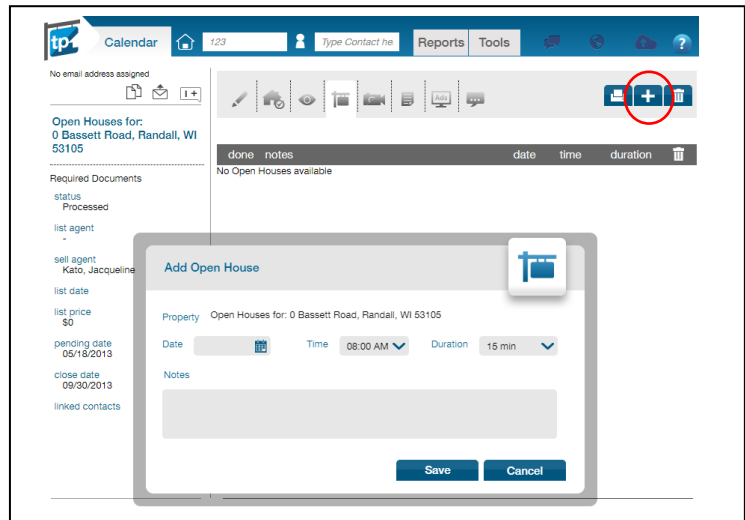 tp
Calendar
123
Type Contact he
Reports
Tools
?
No email address assigned
Open Houses for:
0 Bassett Road, Randall, WI
53105
Ads
done notes date time duration
No Open Houses available
Required Documents
status
Processed
list agent
-
sell agent
Kato, Jacqueline
list date
list price
$0
pending date
05/18/2013
close date
09/30/2013
linked contacts
Add Open House
Property Open Houses for: 0 Bassett Road, Randall, WI 53105
Date Time 08:00 AM Duration 15 min
Notes
Save Cancel